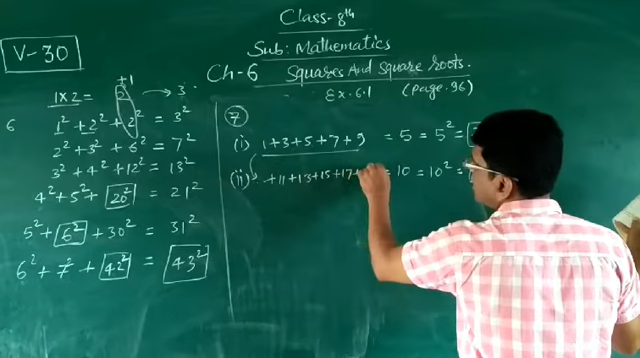 V-30
Class-8th
Sub: Mathematics
Ch-6 Squares And Square roots.
Ex.6.1 (page.96)
6
+1
1x2= 2 → 3
1² + 2² + 2² = 3²
2² + 3² + 6² = 7²
3² + 4² + 12² = 13²
4² + 5² + 20² = 21²
5² + 6² + 30² = 31²
6² + 7² + 42² = 43²
7
(i) 1+3+5+7+9 = 5 = 5² =
(ii) +11+13+15+17+ = 10 = 10² =